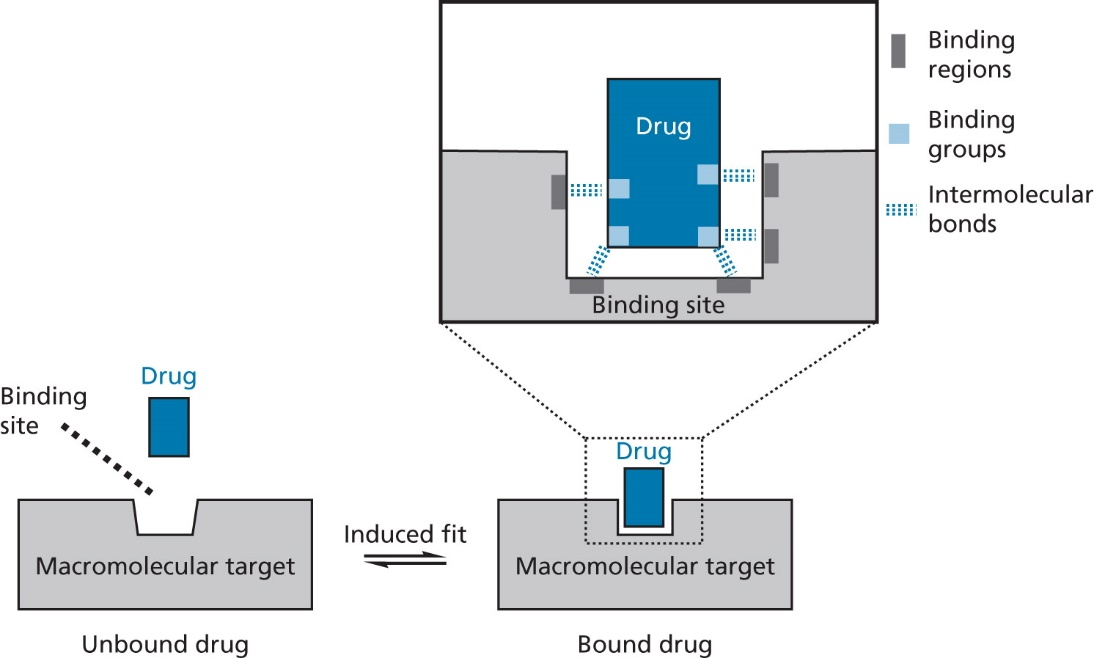 Drug
Binding site
Binding
regions
Binding
groups
Intermolecular
bonds
Binding
site
Drug
Macromolecular target
Unbound drug
Induced fit
Drug
Macromolecular target
Bound drug